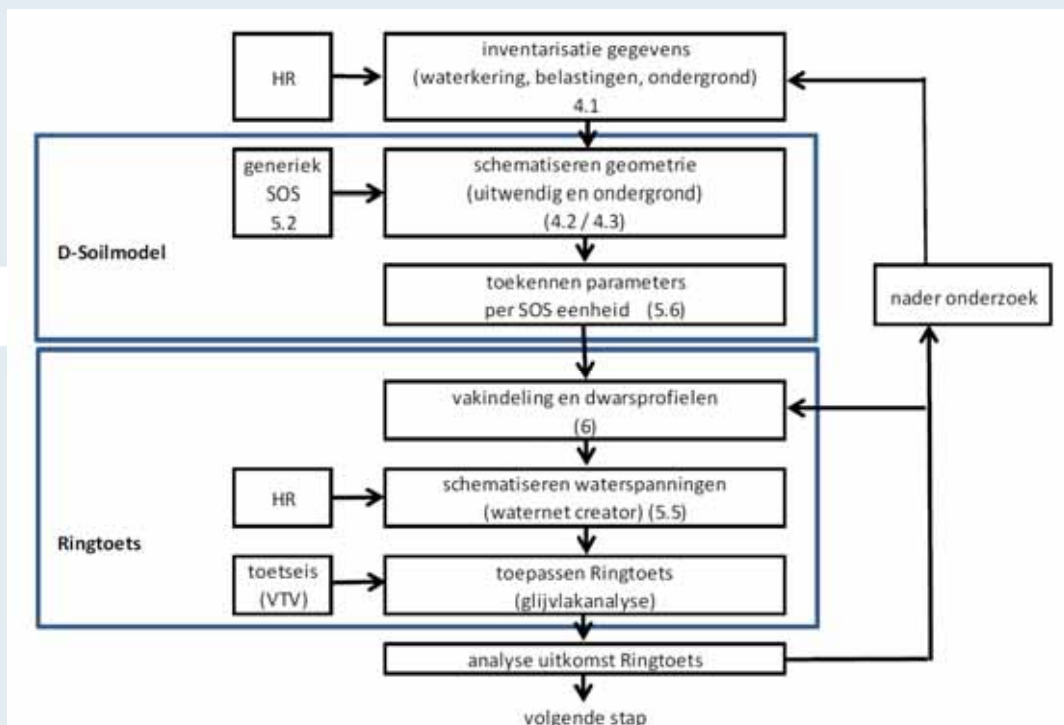 HR
inventarisatie gegevens
(waterkering, belastingen, ondergrond)
4.1
generiek
SOS
5.2
schematiseren geometrie
(uitwendig en ondergrond)
(4.2 / 4.3)
D-Soilmodel
toekennen parameters
per SOS eenheid (5.6)
nader onderzoek
vakindeling en dwarsprofielen
(6)
HR
schematiseren waterspanningen
(waternet creator) (5.5)
Ringtoets
toetseis
(VTV)
toepassen Ringtoets
(glijvlakanalyse)
analyse uitkomst Ringtoets
volgende stap